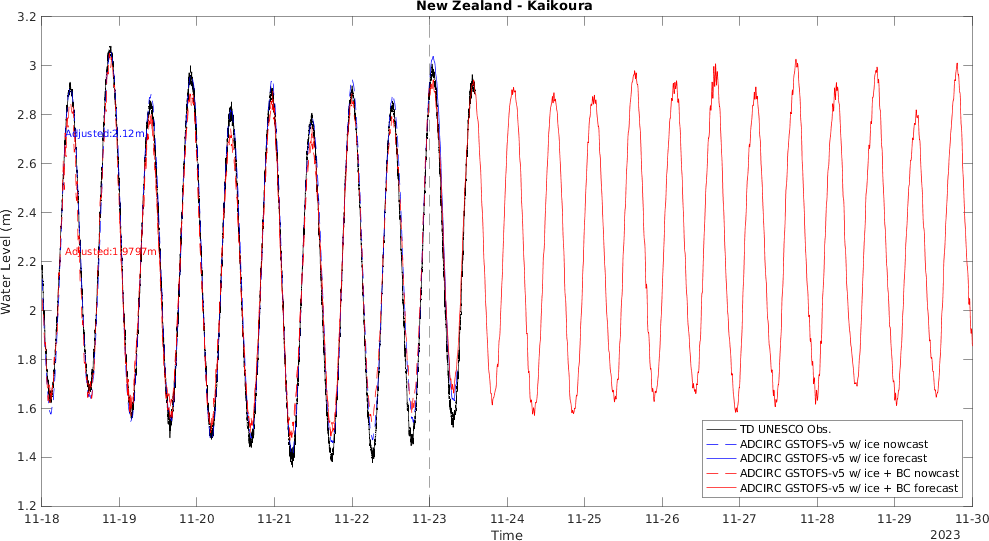 New Zealand - Kaikoura
3.2
3
2.8
2.6
2.4
2.2
2
1.8
1.6
1.4
1.2
Water Level (m)
Adjusted:2.12m
Adjusted:1.9797m
TD UNESCO Obs.
ADCIRC GSTOFS-v5 w/ ice nowcast
ADCIRC GSTOFS-v5 w/ ice forecast
ADCIRC GSTOFS-v5 w/ ice + BC nowcast
ADCIRC GSTOFS-v5 w/ ice + BC forecast
11-18 11-19 11-20 11-21 11-22 11-23 11-24 11-25 11-26 11-27 11-28 11-29 11-30
Time
2023